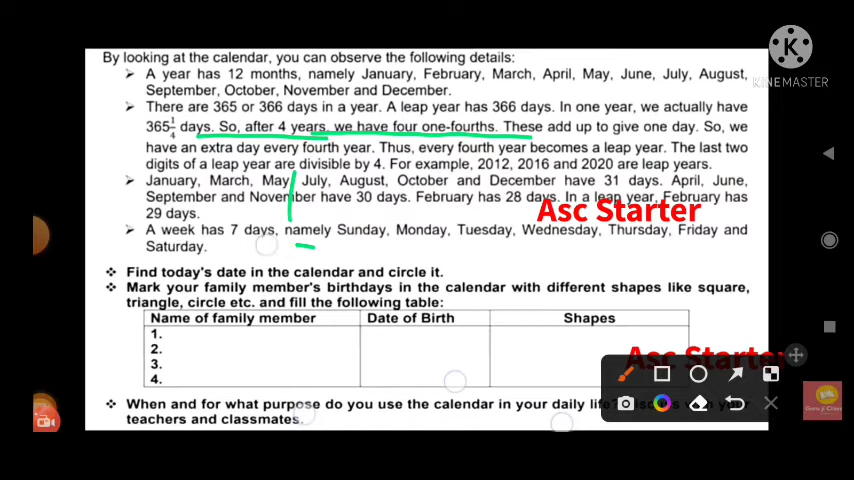 By looking at the calendar, you can observe the following details:
➢ A year has 12 months, namely January, February, March, April, May, June, July, August,
September, October, November and December.
➢ There are 365 or 366 days in a year. A leap year has 366 days. In one year, we actually have
365 1/4 days. So, after 4 years, we have four one-fourths. These add up to give one day. So, we
have an extra day every fourth year. Thus, every fourth year becomes a leap year. The last two
digits of a leap year are divisible by 4. For example, 2012, 2016 and 2020 are leap years.
➢ January, March, May, July, August, October and December have 31 days. April, June,
September and November have 30 days. February has 28 days. In a leap year, February has
29 days.
➢ A week has 7 days, namely Sunday, Monday, Tuesday, Wednesday, Thursday, Friday and
Saturday.
❖ Find today's date in the calendar and circle it.
❖ Mark your family member's birthdays in the calendar with different shapes like square,
triangle, circle etc. and fill the following table:
Name of family member Date of Birth Shapes
1.
2.
3.
4.
❖ When and for what purpose do you use the calendar in your daily life? with your
teachers and classmates.
Asc Starter
Asc Starter
K
KINEMASTER